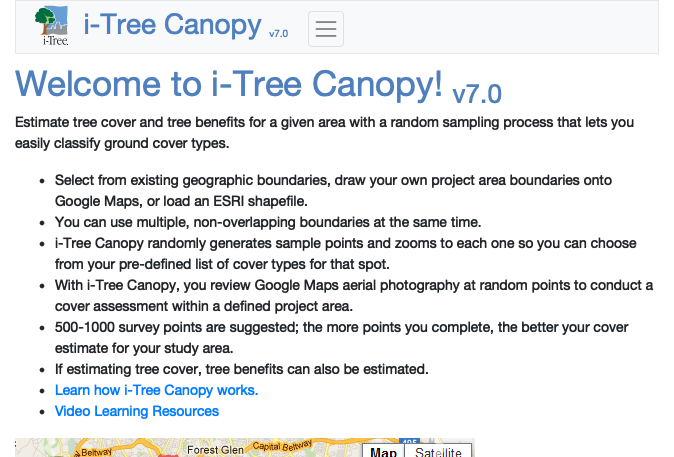 i-Tree Canopy v7.0
i-Tree.
Welcome to i-Tree Canopy! v7.0
Estimate tree cover and tree benefits for a given area with a random sampling process that lets you
easily classify ground cover types.
• Select from existing geographic boundaries, draw your own project area boundaries onto
Google Maps, or load an ESRI shapefile.
• You can use multiple, non-overlapping boundaries at the same time.
• i-Tree Canopy randomly generates sample points and zooms to each one so you can choose
from your pre-defined list of cover types for that spot.
• With i-Tree Canopy, you review Google Maps aerial photography at random points to conduct a
cover assessment within a defined project area.
• 500-1000 survey points are suggested; the more points you complete, the better your cover
estimate for your study area.
• If estimating tree cover, tree benefits can also be estimated.
• Learn how i-Tree Canopy works.
• Video Learning Resources
Beltway Forest Glen Capital Beltway 495 Map Satellite